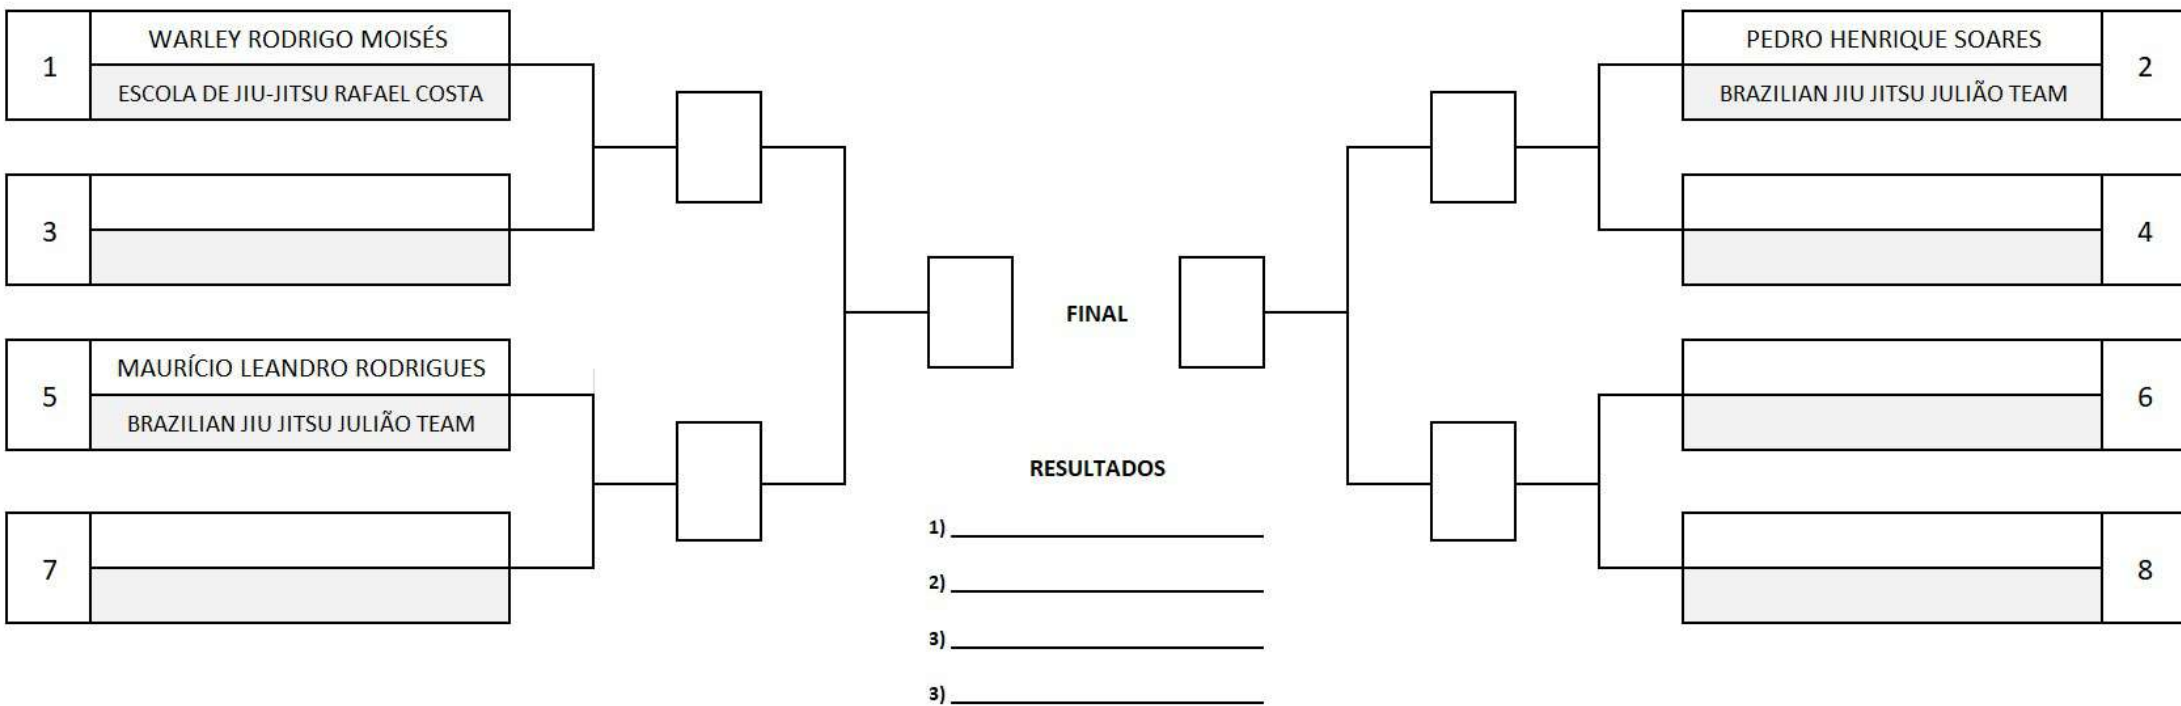 1
WARLEY RODRIGO MOISÉS
ESCOLA DE JIU-JITSU RAFAEL COSTA
3
5
MAURÍCIO LEANDRO RODRIGUES
BRAZILIAN JIU JITSU JULIÃO TEAM
7
FINAL
RESULTADOS
1)
2)
3)
3)
PEDRO HENRIQUE SOARES
BRAZILIAN JIU JITSU JULIÃO TEAM
2
4
6
8